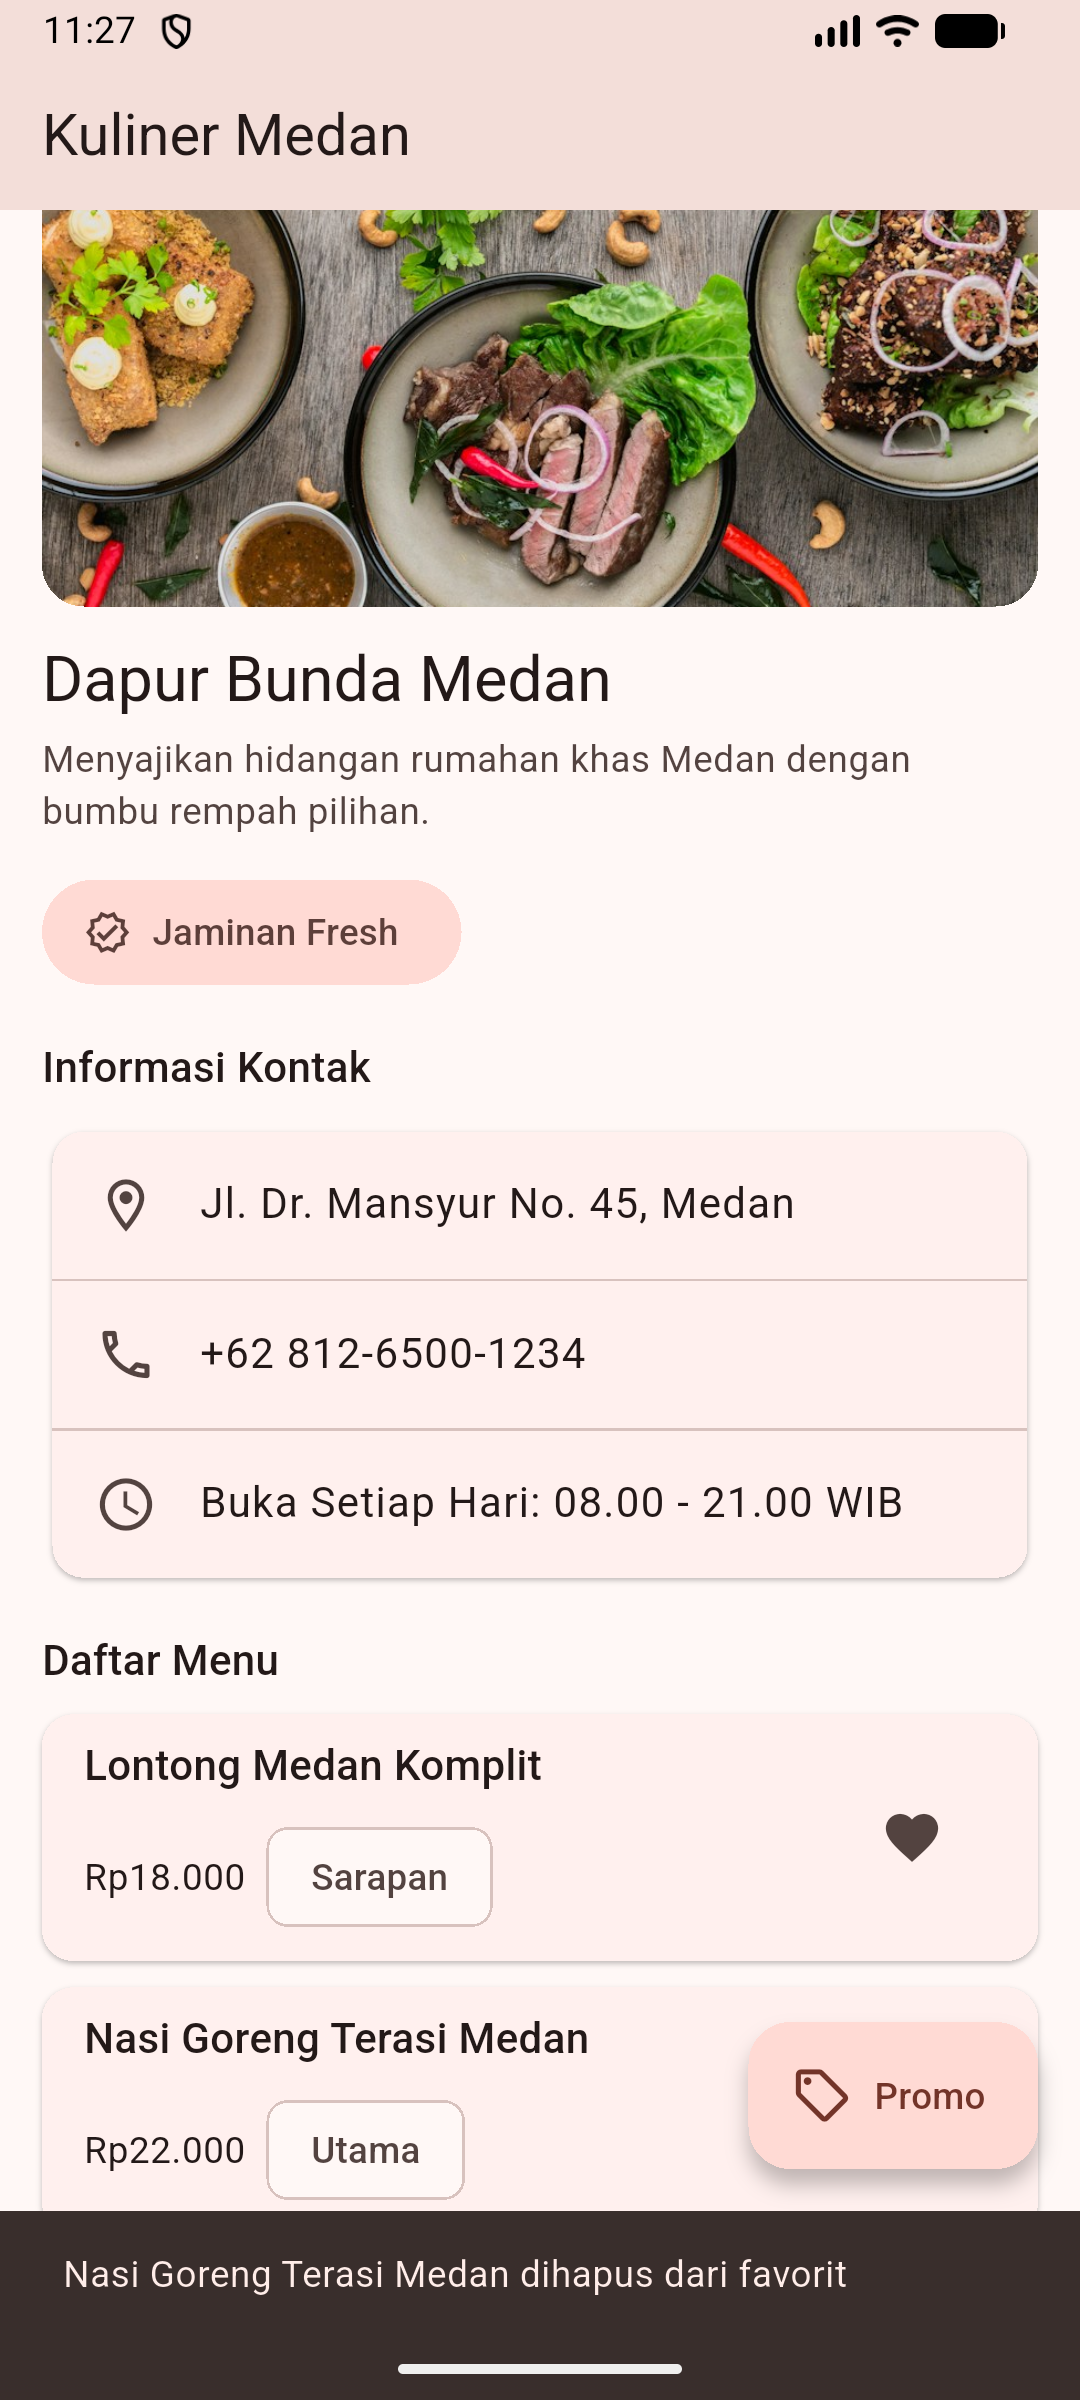 11:27
Kuliner Medan
Dapur Bunda Medan
Menyajikan hidangan rumahan khas Medan dengan
bumbu rempah pilihan.
Jaminan Fresh
Informasi Kontak
Jl. Dr. Mansyur No. 45, Medan
+62 812-6500-1234
Buka Setiap Hari: 08.00 - 21.00 WIB
Daftar Menu
Lontong Medan Komplit
Rp18.000
Sarapan
Nasi Goreng Terasi Medan
Rp22.000
Utama
Promo
Nasi Goreng Terasi Medan dihapus dari favorit